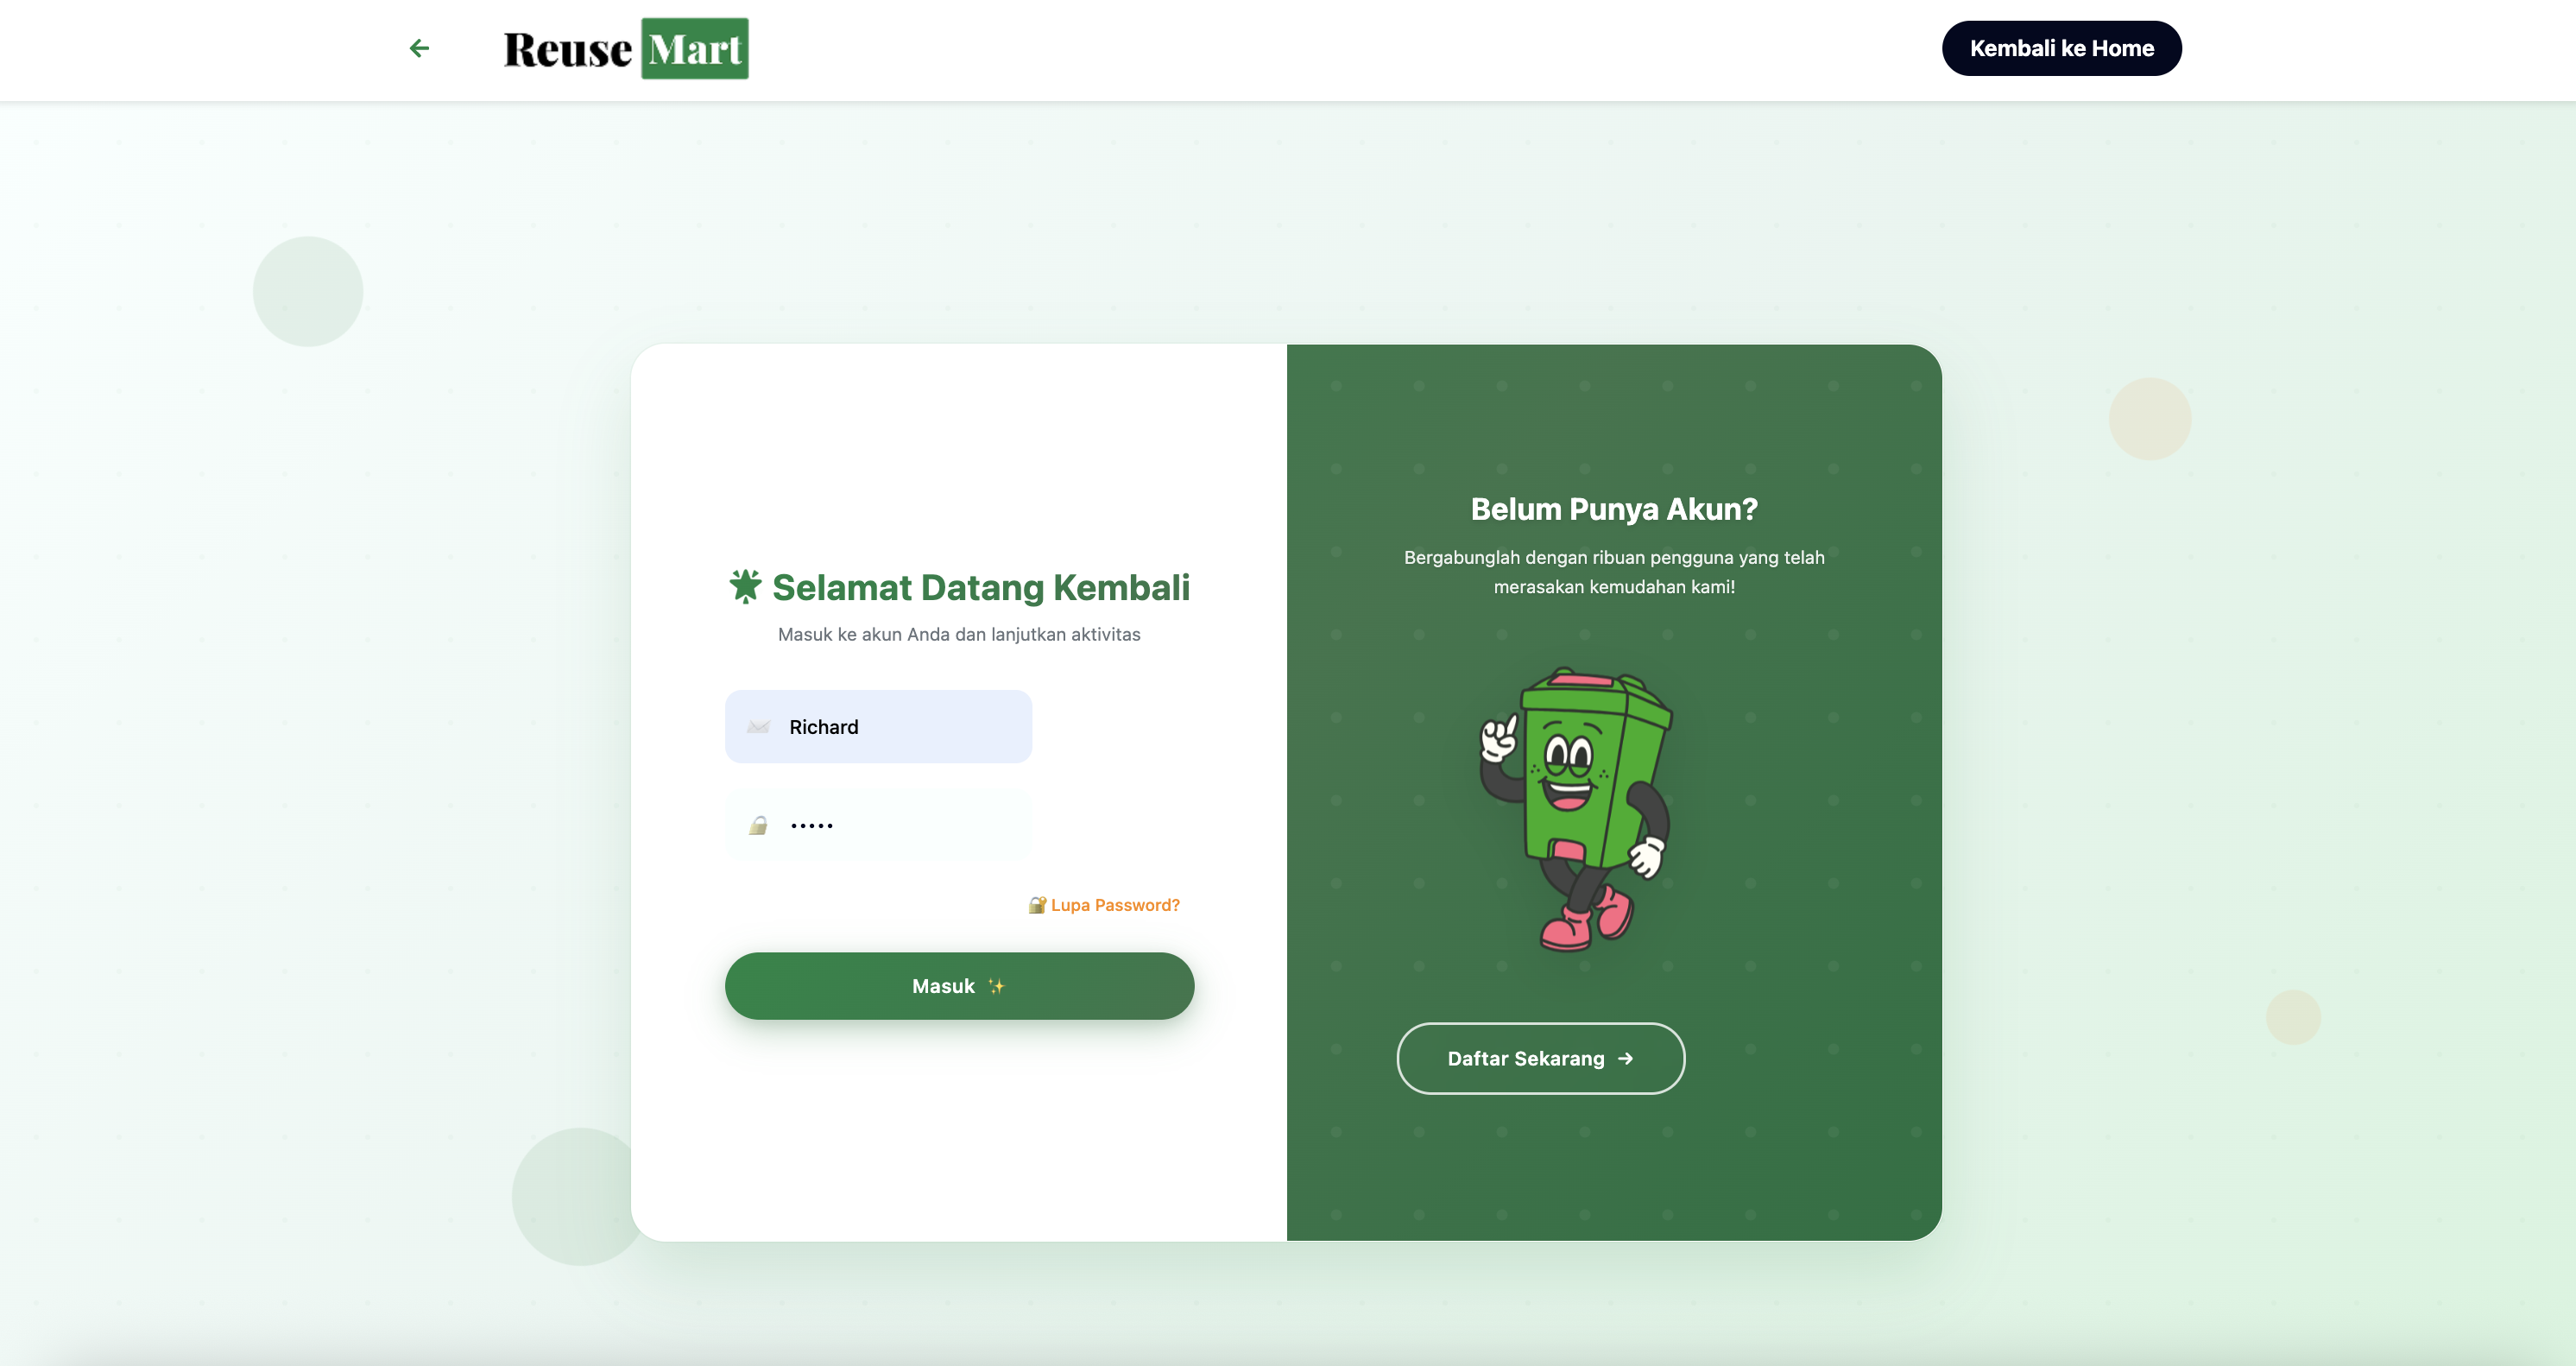 Reuse Mart
Kembali ke Home
🌟 Selamat Datang Kembali
Masuk ke akun Anda dan lanjutkan aktivitas
Richard
•••••
🔐 Lupa Password?
Masuk ✨
Belum Punya Akun?
Bergabunglah dengan ribuan pengguna yang telah
merasakan kemudahan kami!
Daftar Sekarang →